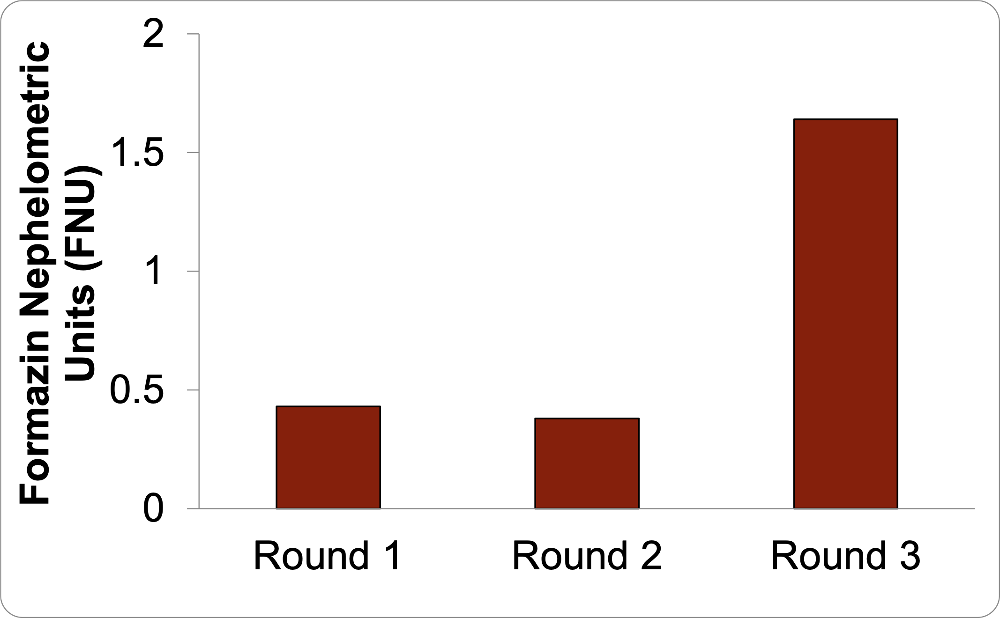 Formazin Nephelometric
Units (FNU)
2
1.5
1
0.5
0
Round 1
Round 2
Round 3